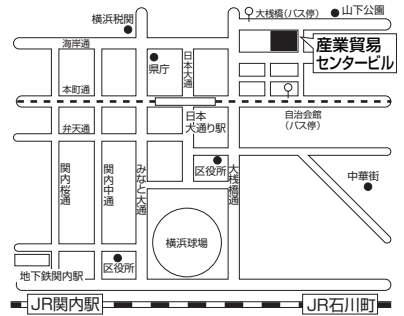 大桟橋(バス停)
山下公園
横浜税関
産業貿易
センタービル
海岸通
県庁
日本大通
本町通
自治会館
(バス停)
日本
大通り駅
弁天通
関内桜通
関内中通
みなと大通
区役所
大桟橋通
中華街
横浜球場
区役所
地下鉄関内駅
JR関内駅
JR石川町